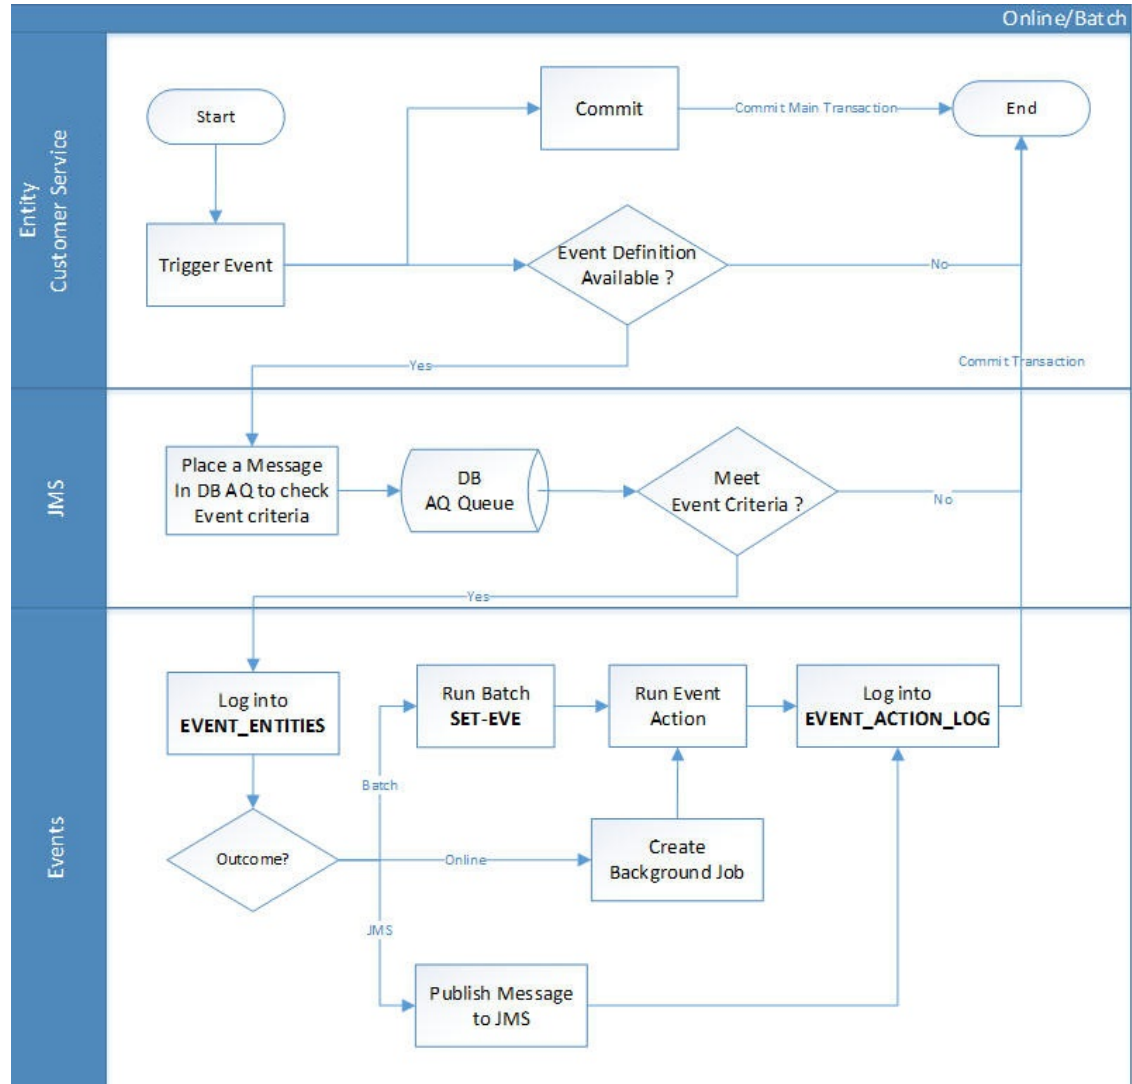 Online/Batch
Entity
Customer Service
Start
Commit
Commit Main Transaction
End
Trigger Event
Event Definition
Available ?
No
Yes
Commit Transaction
JMS
Place a Message
In DB AQ to check
Event criteria
DB
AQ Queue
Meet
Event Criteria ?
No
Yes
Events
Log into
EVENT_ENTITIES
Run Batch
SET-EVE
Run Event
Action
Log into
EVENT_ACTION_LOG
Batch
Outcome?
Online
Create
Background Job
JMS
Publish Message
to JMS